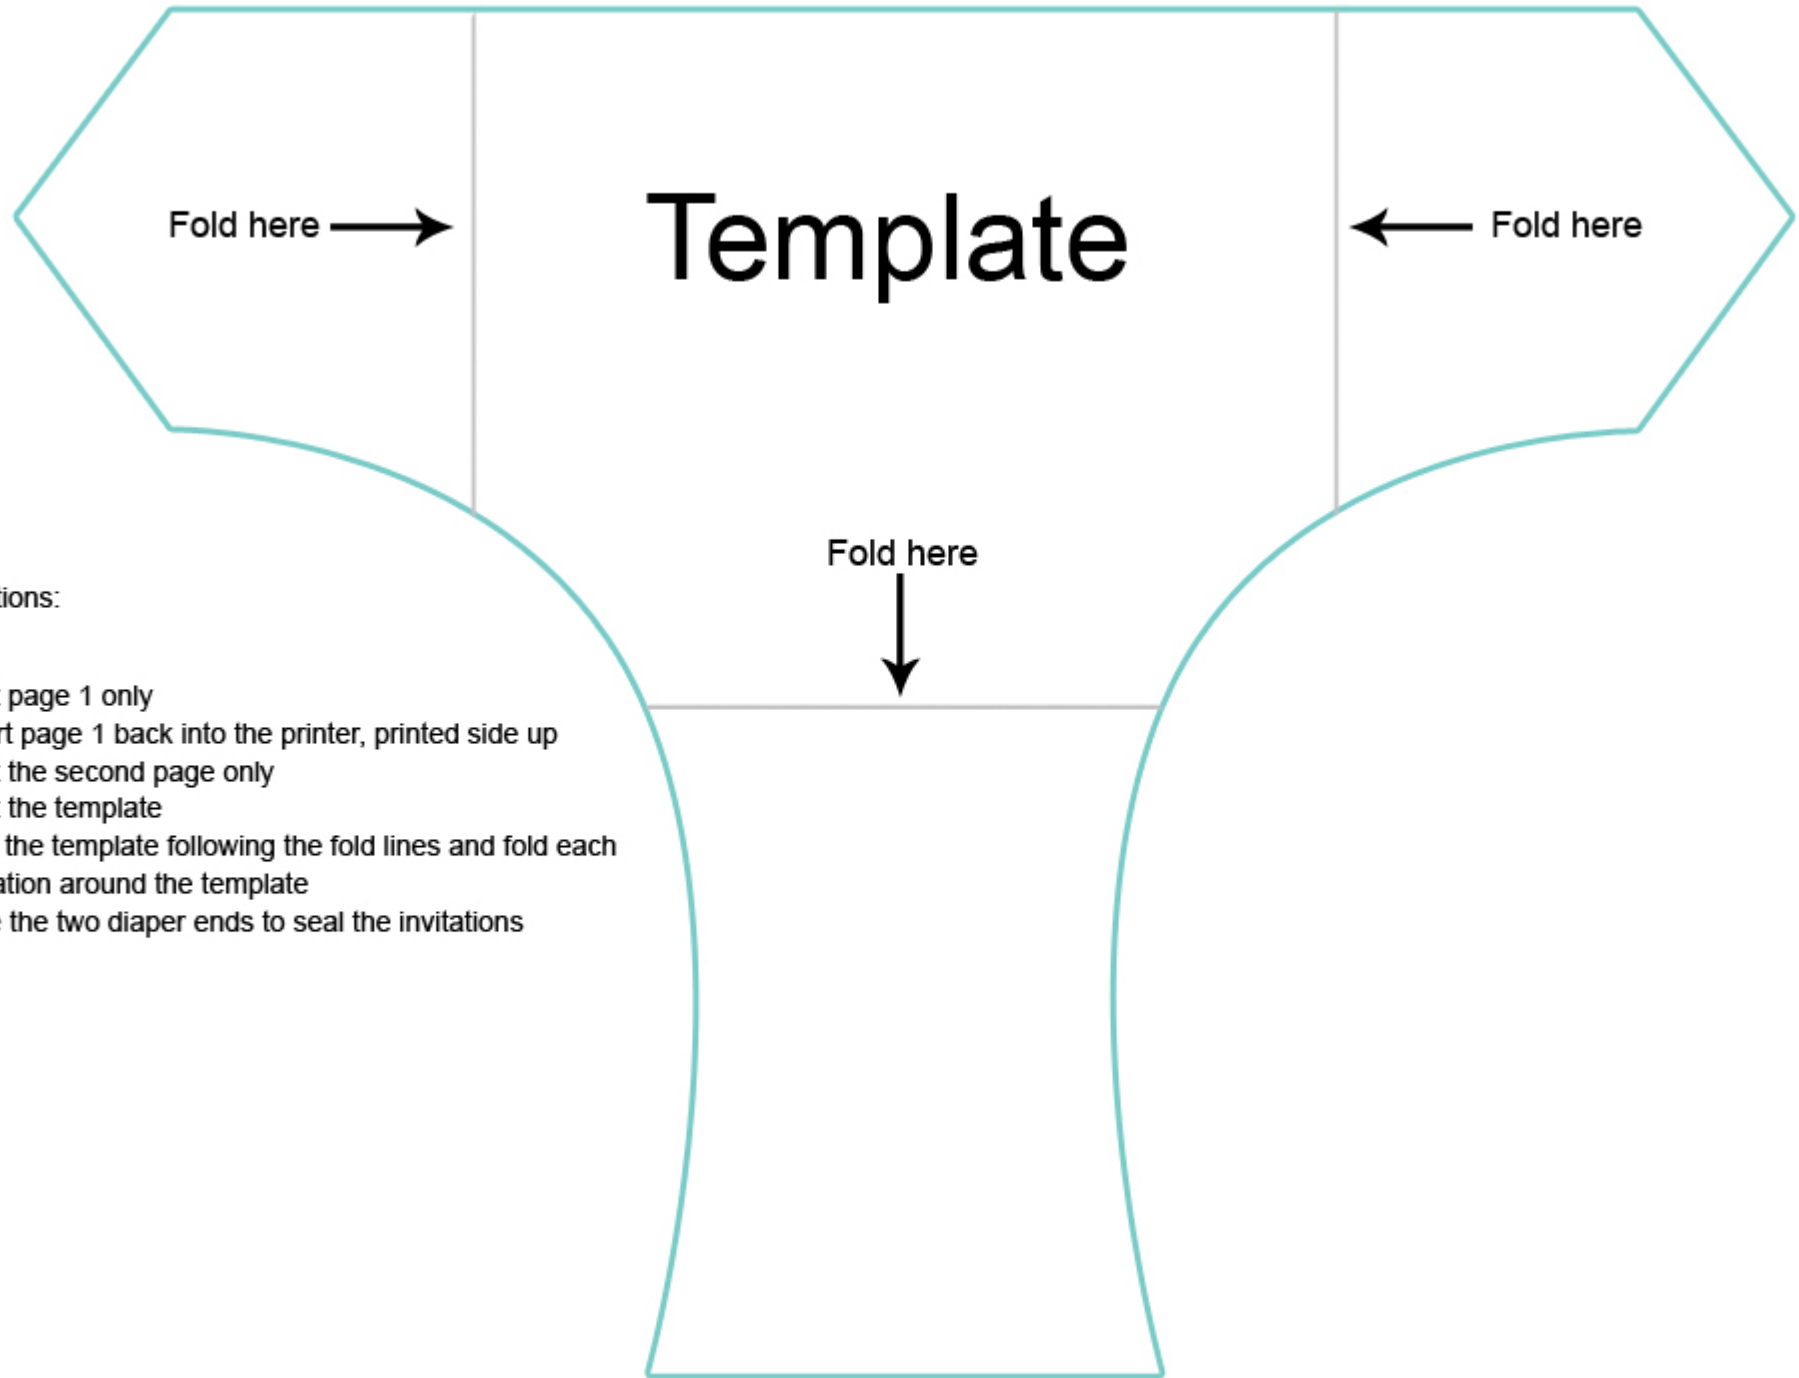 Fold here
Template
Fold here
Fold here
tions:
page 1 only
rt page 1 back into the printer, printed side up
the second page only
the template
the template following the fold lines and fold each
ation around the template
the two diaper ends to seal the invitations